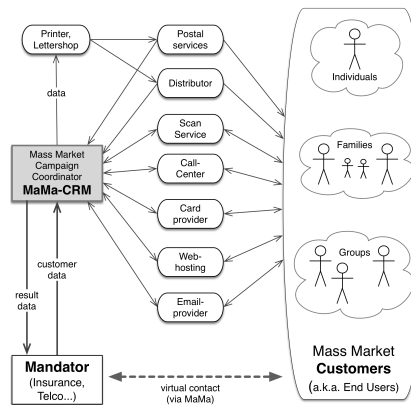 Printer,
Lettershop
Postal
services
Distributor
data
Individuals
Scan
Service
Mass Market
Campaign
Coordinator
MaMa-CRM
Call-
Center
Families
Card
provider
customer
data
Web-
hosting
Groups
result
data
Email-
provider
Mandator
(Insurance,
Telco...)
virtual contact
(via MaMa)
Mass Market
Customers
(a.k.a. End Users)